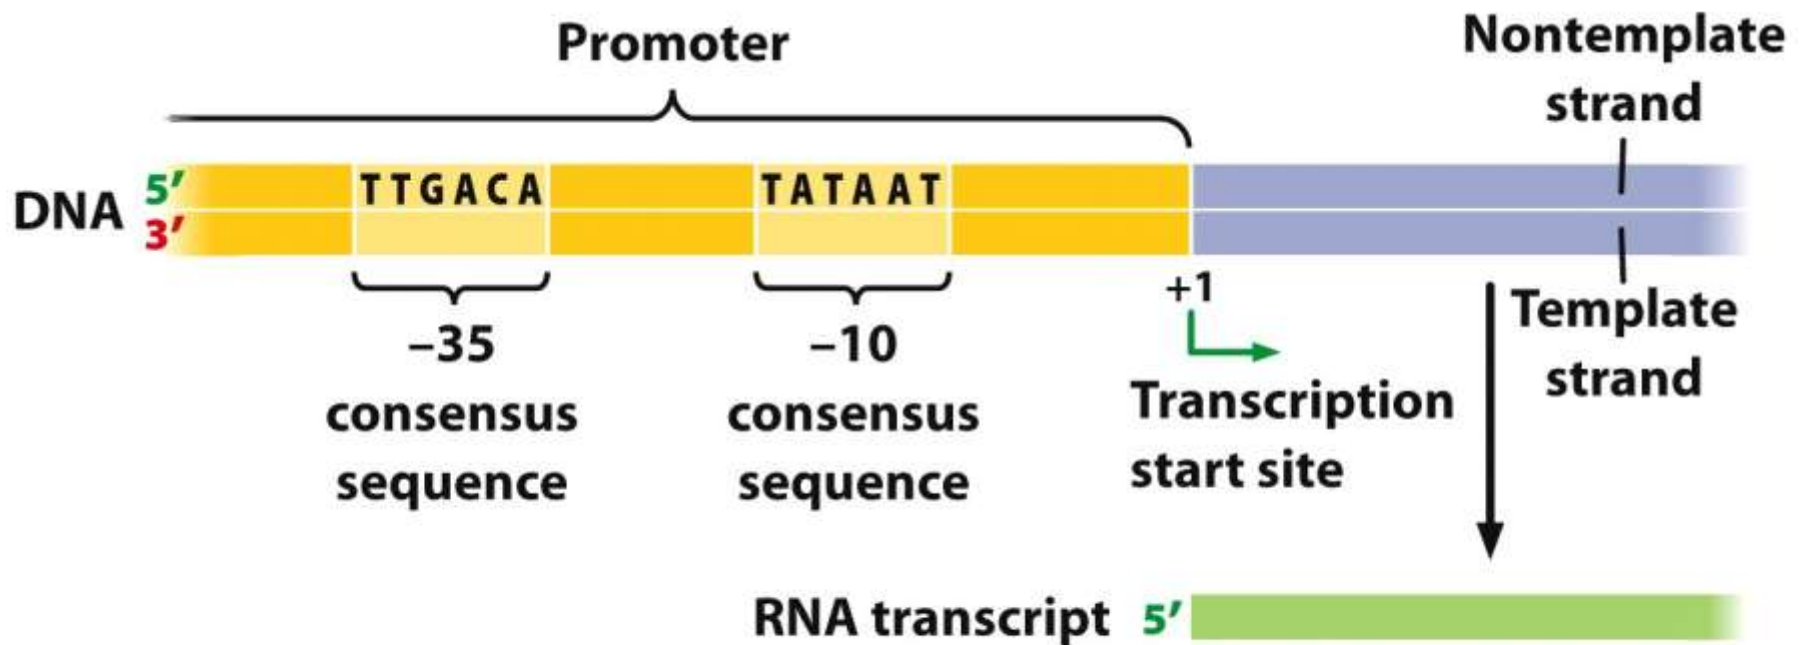 Promoter
Nontemplate
strand
DNA
5′
TTGACA
TATAAT
3′
–35
consensus
sequence
–10
consensus
sequence
+1
Transcription
start site
Template
strand
RNA transcript 5′